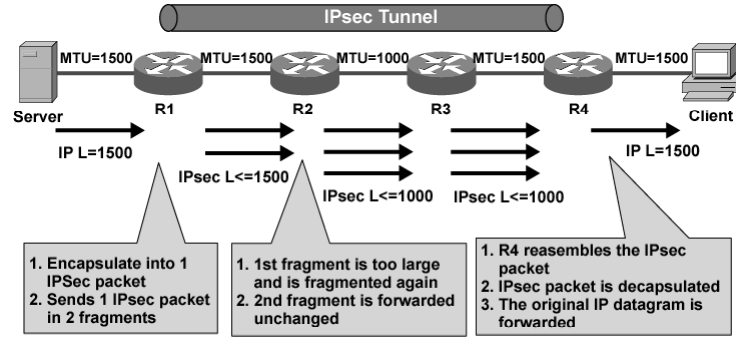 IPsec Tunnel
MTU=1500 MTU=1500 MTU=1000 MTU=1500 MTU=1500
Server R1 R2 R3 R4 Client
IP L=1500
IPsec L<=1500
IPsec L<=1000
IPsec L<=1000
IP L=1500
1. Encapsulate into 1
IPSec packet
2. Sends 1 IPsec packet
in 2 fragments
1. 1st fragment is too large
and is fragmented again
2. 2nd fragment is forwarded
unchanged
1. R4 reassembles the IPsec
packet
2. IPsec packet is decapsulated
3. The original IP datagram is
forwarded